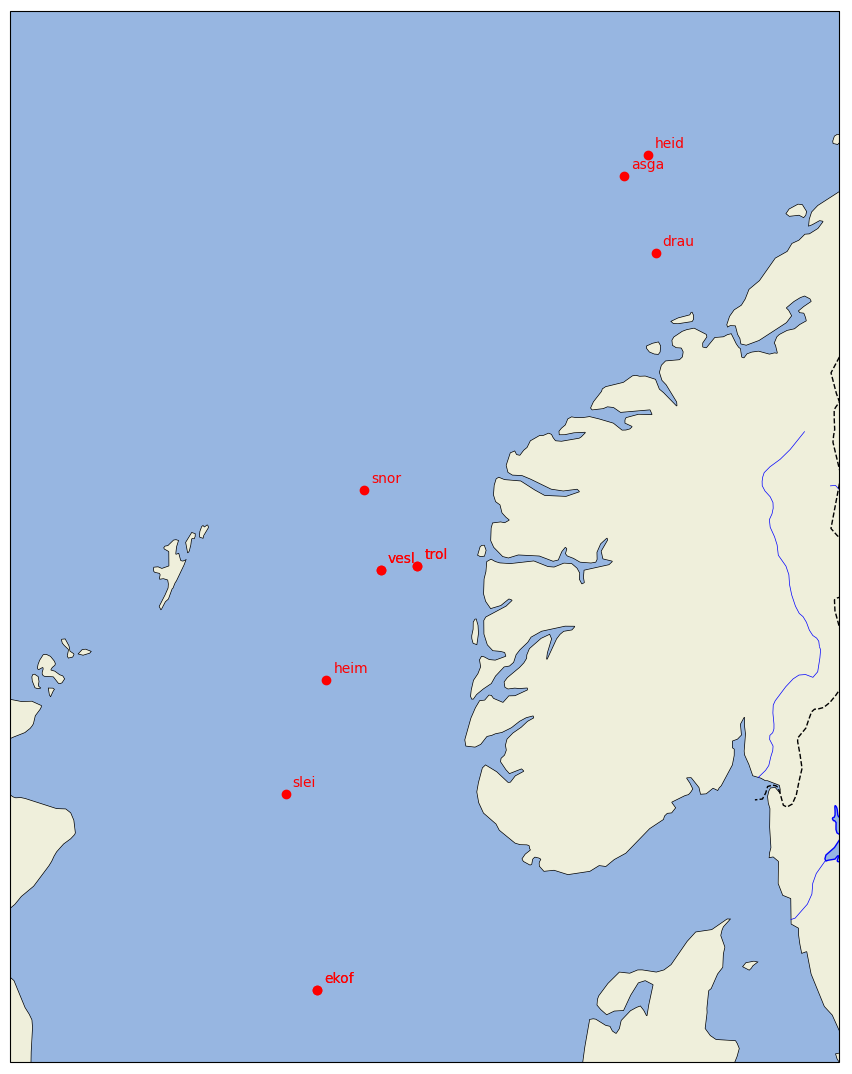 heid
asga
drau
snor
vesl
trol
heim
slei
ekof